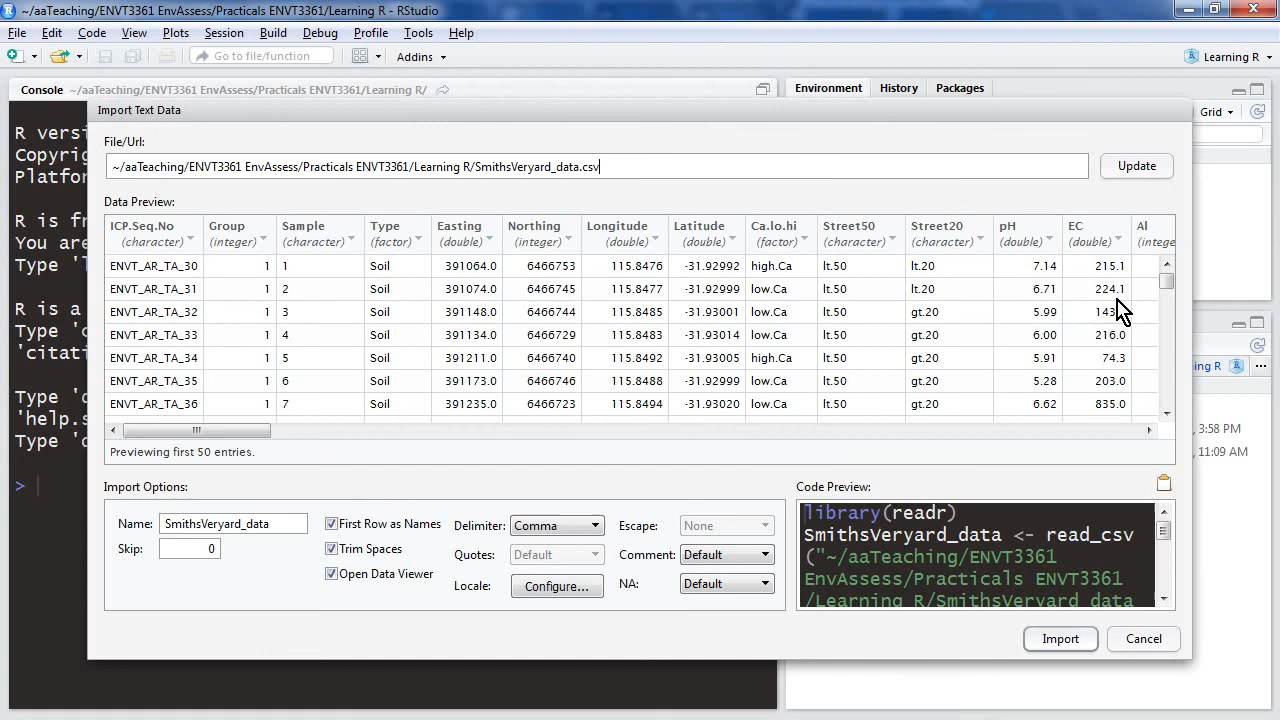 ~/aaTeaching/ENVT3361 EnvAssess/Practicals ENVT3361/Learning R - RStudio
File Edit Code View Plots Session Build Debug Profile Tools Help
Go to file/function Addins Learning R
Console ~/aaTeaching/ENVT3361 EnvAssess/Practicals ENVT3361/Learning R/
Environment History Packages
Grid
R vers
Copyrig
Platfor
R is fr
You are
Type '
R is a
Type '
'citati
Type '
'help.s
Type '
>
ing R
, 3:58 PM
, 11:09 AM
Import Text Data
File/Url:
~/aaTeaching/ENVT3361 EnvAssess/Practicals ENVT3361/Learning R/SmithsVeryard_data.csv
Update
Data Preview:
ICP.Seq.No Group Sample Type Easting Northing Longitude Latitude Ca.lo.hi Street50 Street20 pH EC Al
(character) (integer) (character) (factor) (double) (integer) (double) (double) (factor) (character) (character) (double) (double) (intege
ENVT_AR_TA_30 1 1 Soil 391064.0 6466753 115.8476 -31.92992 high.Ca lt.50 lt.20 7.14 215.1
ENVT_AR_TA_31 1 2 Soil 391074.0 6466745 115.8477 -31.92999 low.Ca lt.50 lt.20 6.71 224.1
ENVT_AR_TA_32 1 3 Soil 391148.0 6466744 115.8485 -31.93001 low.Ca lt.50 gt.20 5.99 143.
ENVT_AR_TA_33 1 4 Soil 391134.0 6466729 115.8483 -31.93014 low.Ca lt.50 gt.20 6.00 216.0
ENVT_AR_TA_34 1 5 Soil 391211.0 6466740 115.8492 -31.93005 high.Ca lt.50 gt.20 5.91 74.3
ENVT_AR_TA_35 1 6 Soil 391173.0 6466746 115.8488 -31.92999 low.Ca lt.50 gt.20 5.28 203.0
ENVT_AR_TA_36 1 7 Soil 391235.0 6466723 115.8494 -31.93020 low.Ca lt.50 gt.20 6.62 835.0
Previewing first 50 entries.
Import Options:
Name: SmithsVeryard_data
Skip: 0
First Row as Names
Trim Spaces
Open Data Viewer
Delimiter: Comma
Quotes: Default
Locale: Configure...
Escape: None
Comment: Default
NA: Default
Code Preview:
library(readr)
SmithsVeryard_data <- read_csv
("~/aaTeaching/ENVT3361
EnvAssess/Practicals ENVT3361
/Learning R/SmithsVeryard_data
Import Cancel